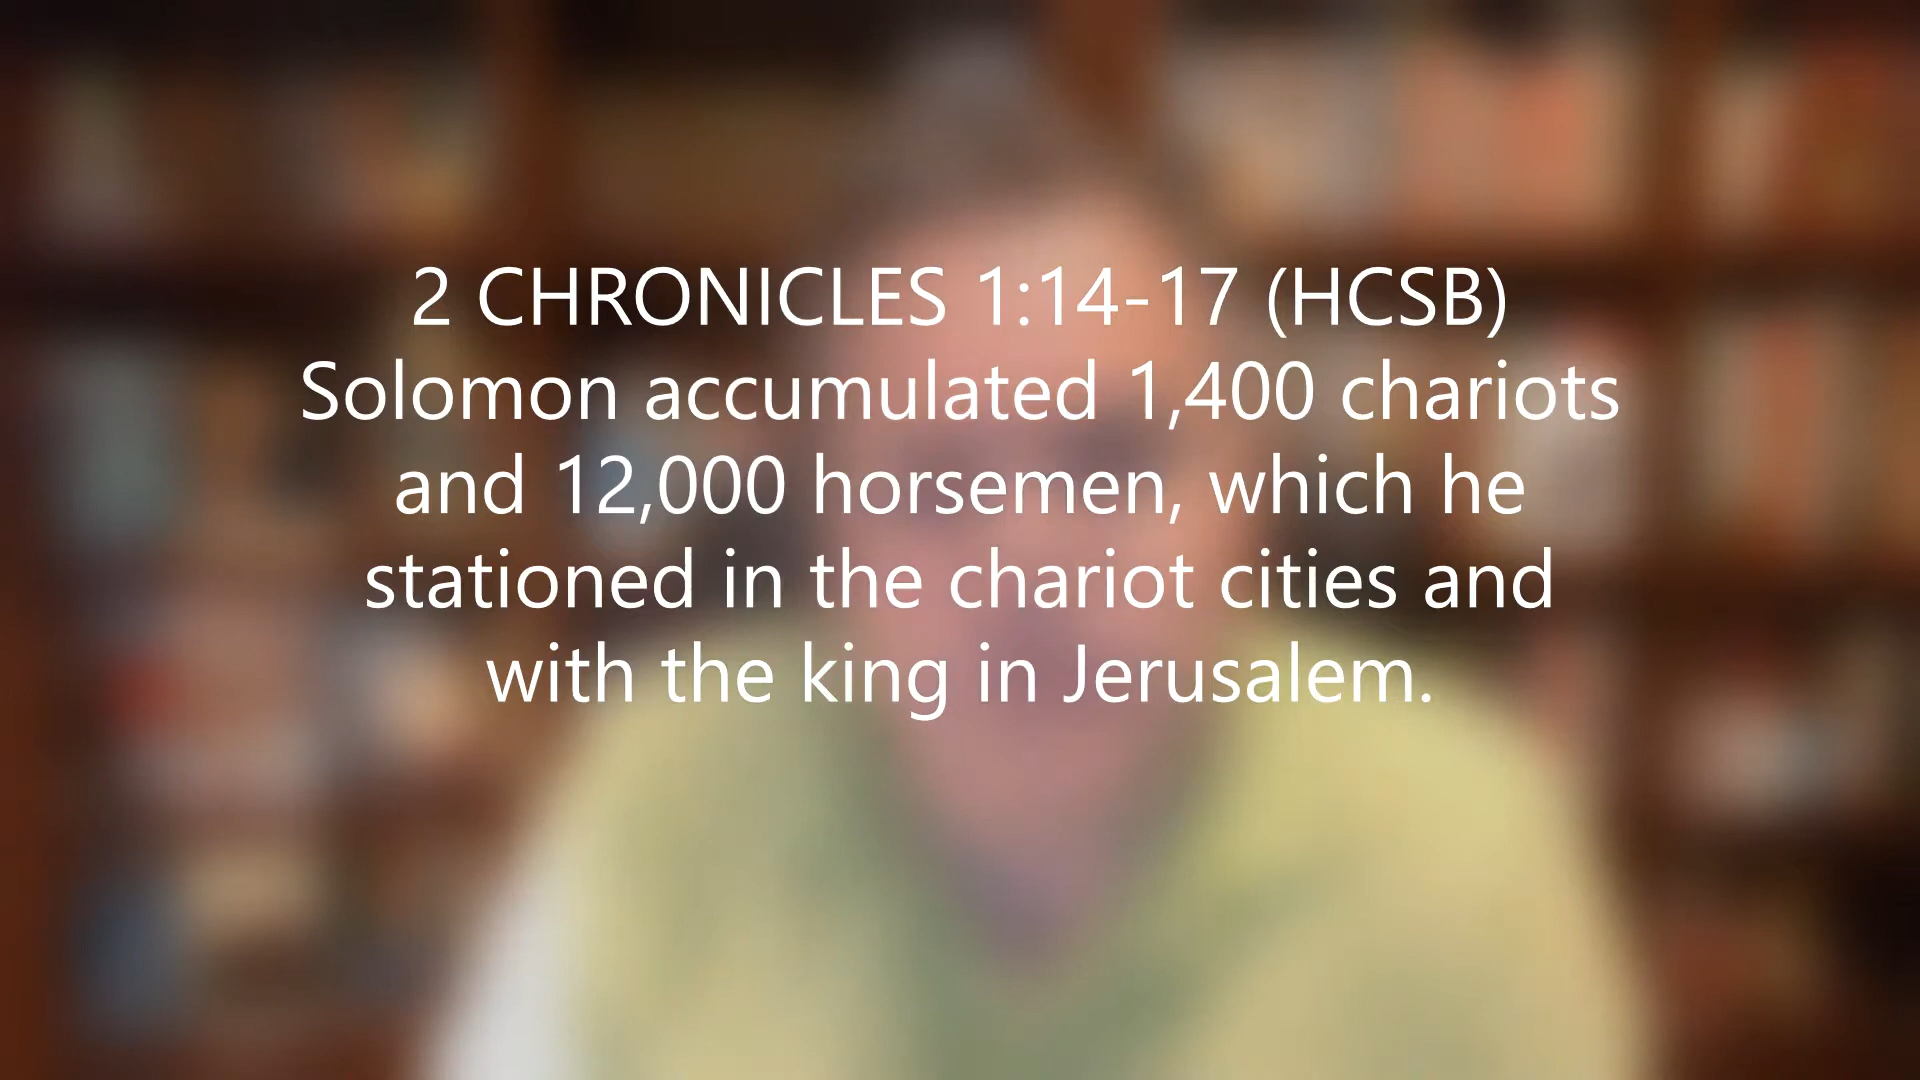 2 CHRONICLES 1:14-17 (HCSB)
Solomon accumulated 1,400 chariots
and 12,000 horsemen, which he
stationed in the chariot cities and
with the king in Jerusalem.